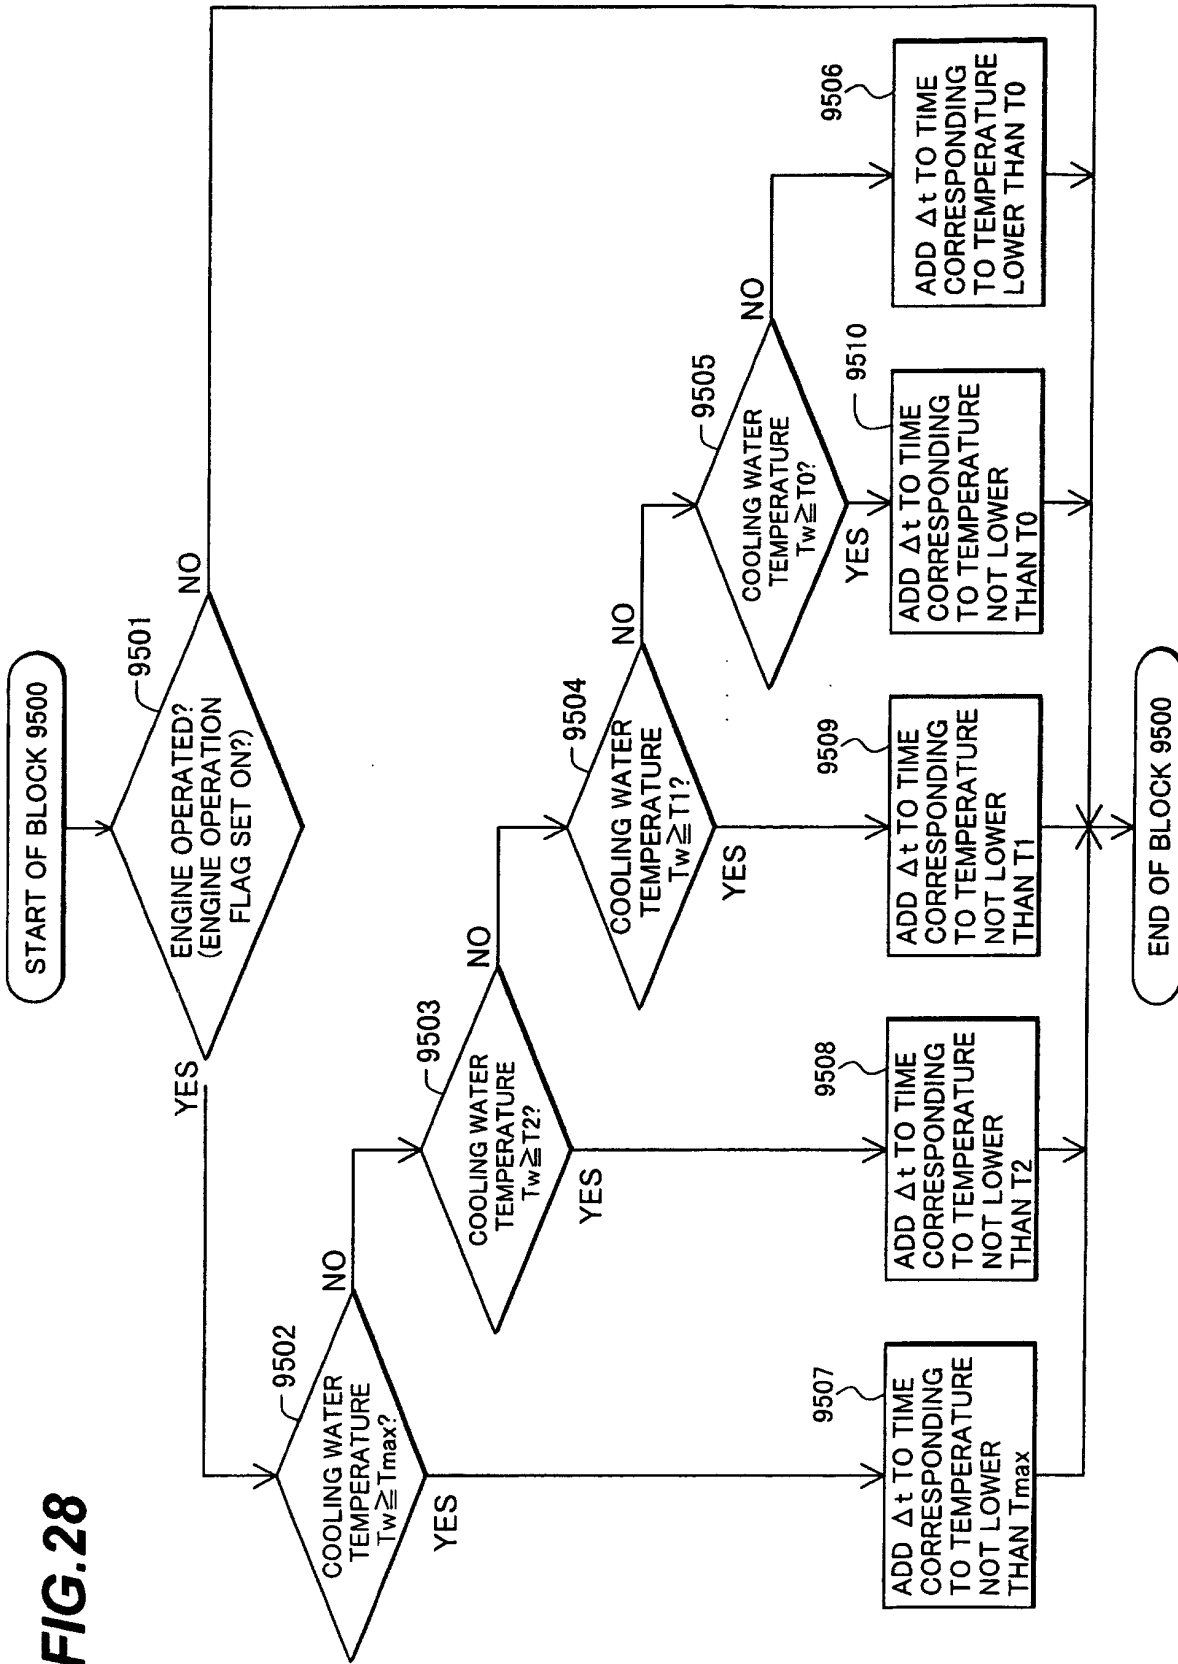 FIG.28
START OF BLOCK 9500
9501
ENGINE OPERATED?
(ENGINE OPERATION
FLAG SET ON?)
YES
NO
9502
COOLING WATER
TEMPERATURE
Tw≧Tmax?
YES
NO
9503
COOLING WATER
TEMPERATURE
Tw≧T2?
YES
NO
9504
COOLING WATER
TEMPERATURE
Tw≧T1?
YES
NO
9505
COOLING WATER
TEMPERATURE
Tw≧T0?
YES
NO
9507
ADD Δt TO TIME
CORRESPONDING
TO TEMPERATURE
NOT LOWER
THAN Tmax
9508
ADD Δt TO TIME
CORRESPONDING
TO TEMPERATURE
NOT LOWER
THAN T2
9509
ADD Δt TO TIME
CORRESPONDING
TO TEMPERATURE
NOT LOWER
THAN T1
9510
ADD Δt TO TIME
CORRESPONDING
TO TEMPERATURE
NOT LOWER
THAN T0
9506
ADD Δt TO TIME
CORRESPONDING
TO TEMPERATURE
LOWER THAN T0
END OF BLOCK 9500